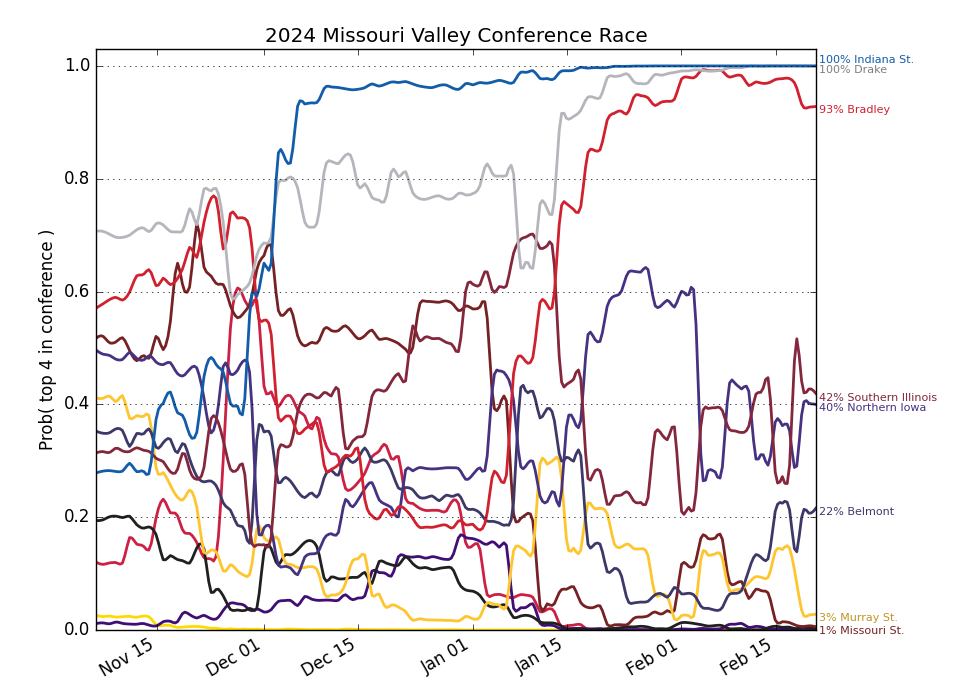 2024 Missouri Valley Conference Race
Prob( top 4 in conference )
1.0
0.8
0.6
0.4
0.2
0.0
Nov 15
Dec 01
Dec 15
Jan 01
Jan 15
Feb 01
Feb 15
100% Indiana St.
100% Drake
93% Bradley
42% Southern Illinois
40% Northern Iowa
22% Belmont
3% Murray St.
1% Missouri St.